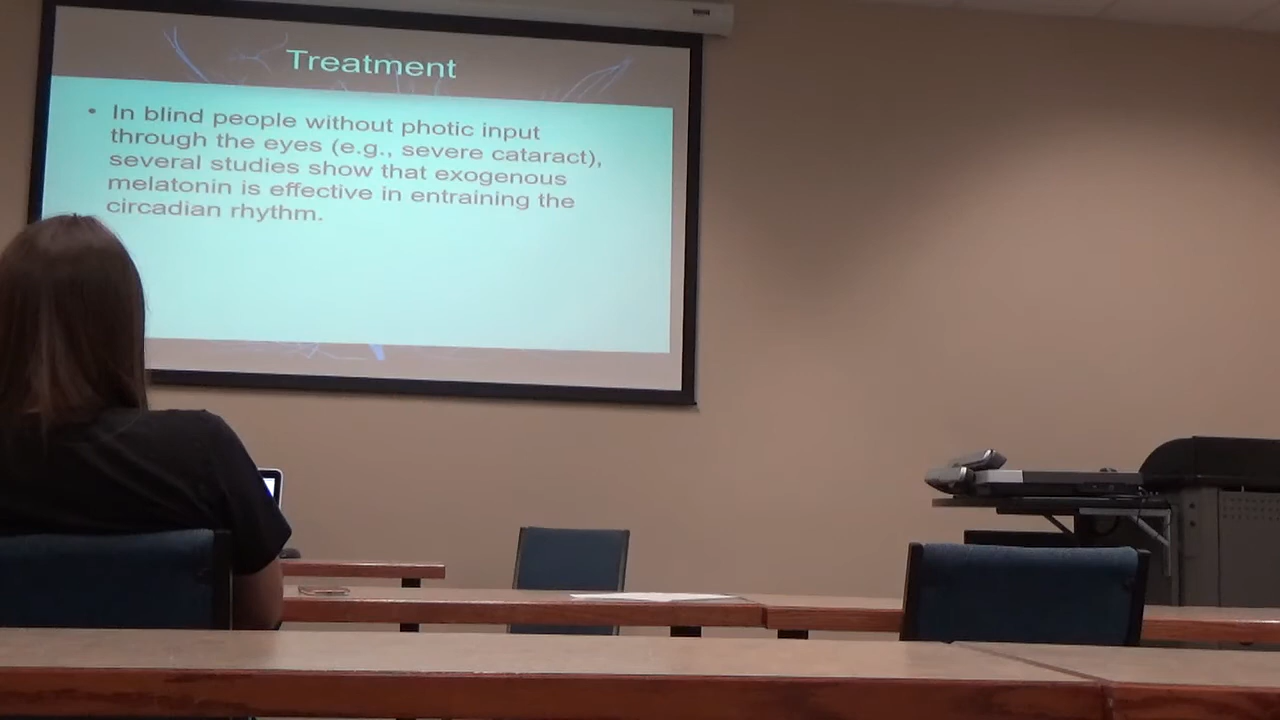 Treatment
• In blind people without photic input
through the eyes (e.g., severe cataract),
several studies show that exogenous
melatonin is effective in entraining the
circadian rhythm.